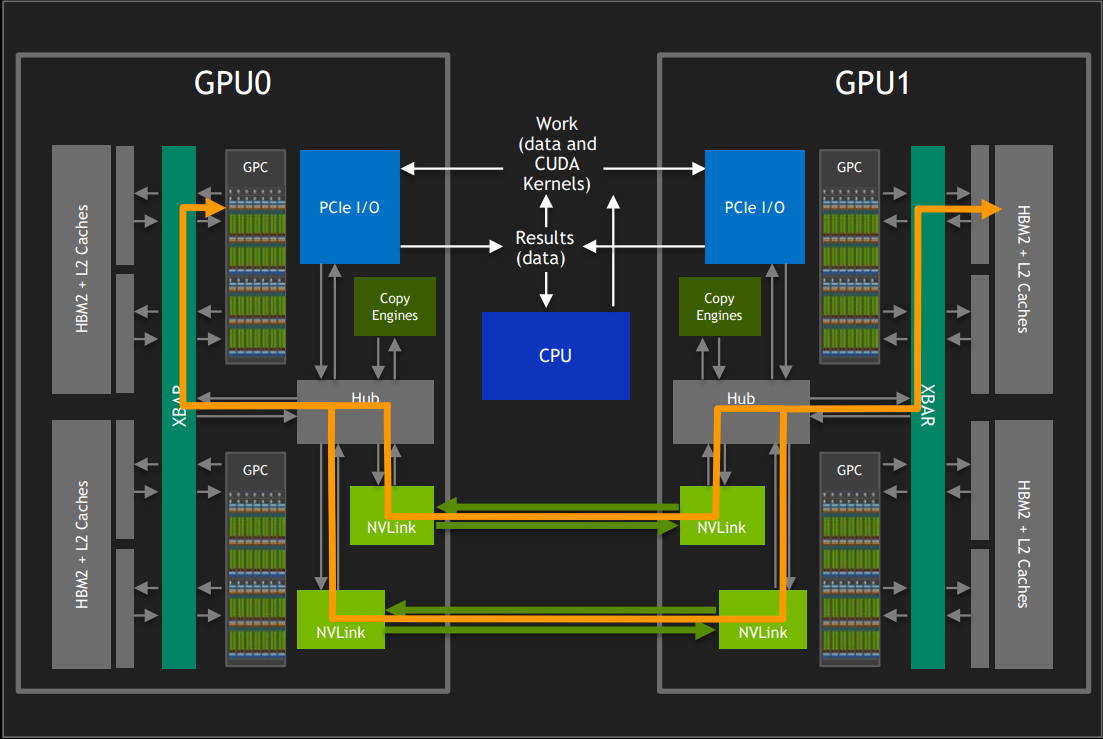 GPU0
GPU1
Work
(data and
CUDA
Kernels)
GPC
PCIe I/O
PCIe I/O
GPC
HBM2 + L2 Caches
HBM2 + L2 Caches
Results
(data)
Copy
Engines
Copy
Engines
CPU
XBAR
Hub
Hub
XBAR
GPC
GPC
HBM2 + L2 Caches
HBM2 + L2 Caches
NVLink
NVLink
NVLink
NVLink